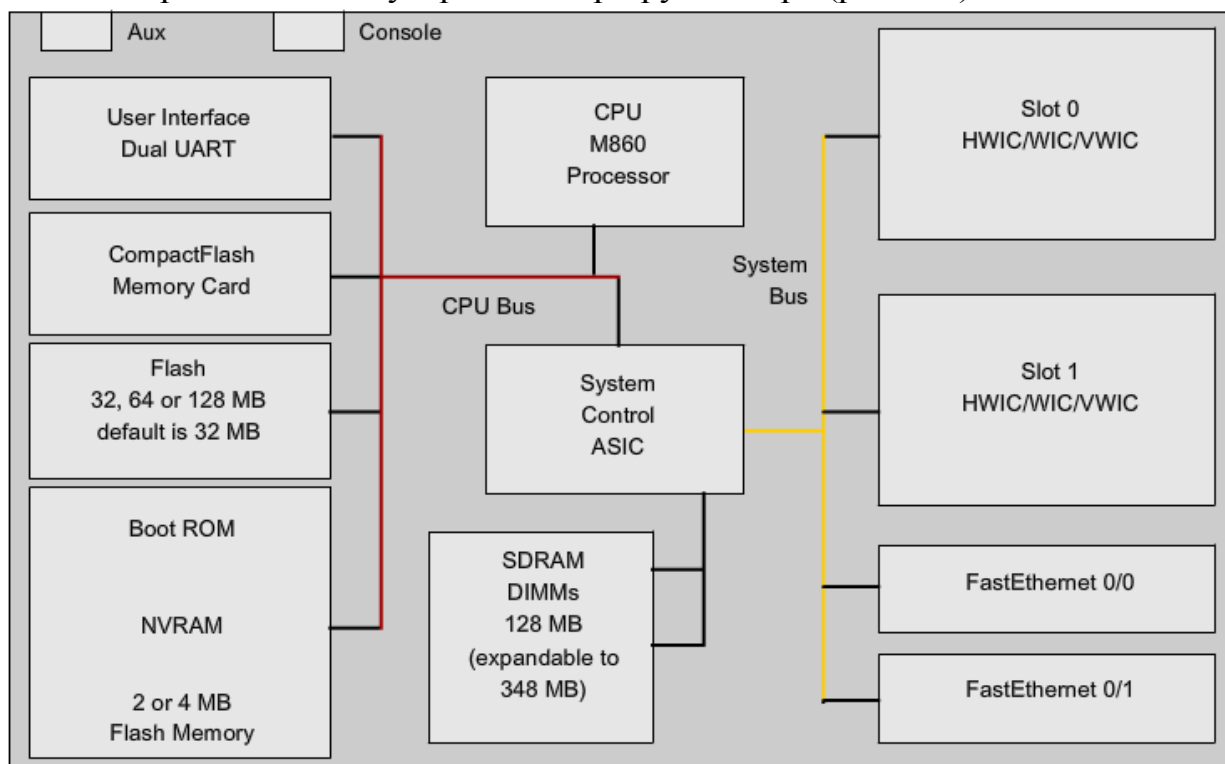 Aux
Console
User Interface
Dual UART
CompactFlash
Memory Card
Flash
32, 64 or 128 MB
default is 32 MB
Boot ROM
NVRAM
2 or 4 MB
Flash Memory
CPU
M860
Processor
CPU Bus
System
Control
ASIC
SDRAM
DIMMs
128 MB
(expandable to
348 MB)
System
Bus
Slot 0
HWIC/WIC/VWIC
Slot 1
HWIC/WIC/VWIC
FastEthernet 0/0
FastEthernet 0/1